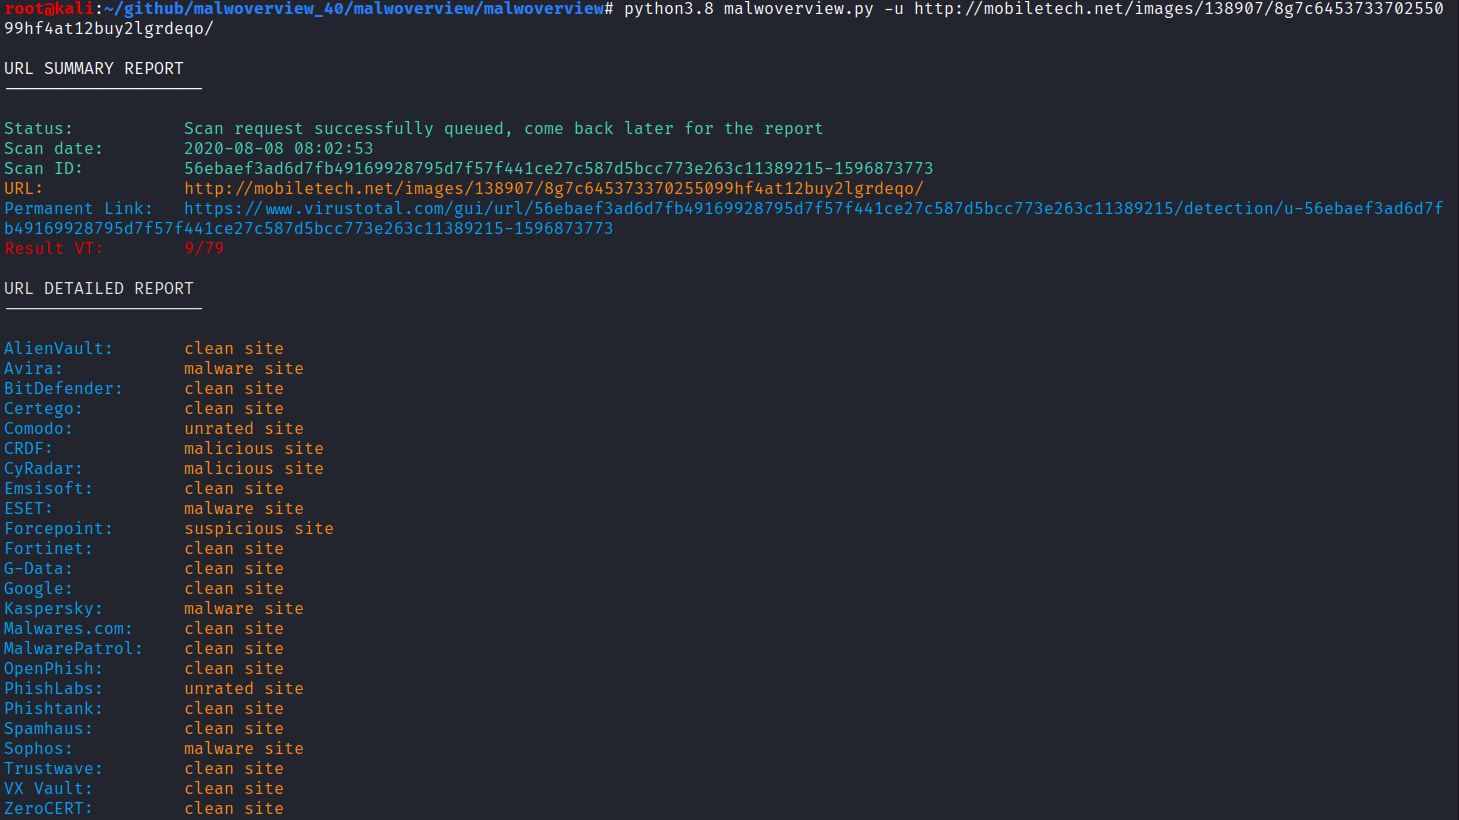 root@kali:~/github/malwoverview_40/malwoverview/malwoverview# python3.8 malwoverview.py -u http://mobiletech.net/images/138907/8g7c6453733702550
99hf4at12buy2lgrdeqo/
URL SUMMARY REPORT
Status: Scan request successfully queued, come back later for the report
Scan date: 2020-08-08 08:02:53
Scan ID: 56ebaef3ad6d7fb49169928795d7f57f441ce27c587d5bcc773e263c11389215-1596873773
URL: http://mobiletech.net/images/138907/8g7c645373370255099hf4at12buy2lgrdeqo/
Permanent Link: https://www.virustotal.com/gui/url/56ebaef3ad6d7fb49169928795d7f57f441ce27c587d5bcc773e263c11389215/detection/u-56ebaef3ad6d7f
b49169928795d7f57f441ce27c587d5bcc773e263c11389215-1596873773
Result VT: 9/79
URL DETAILED REPORT
AlienVault: clean site
Avira: malware site
BitDefender: clean site
Certego: clean site
Comodo: unrated site
CRDF: malicious site
CyRadar: malicious site
Emsisoft: clean site
ESET: malware site
Forcepoint: suspicious site
Fortinet: clean site
G-Data: clean site
Google: clean site
Kaspersky: malware site
Malwares.com: clean site
MalwarePatrol: clean site
OpenPhish: clean site
PhishLabs: unrated site
Phishtank: clean site
Spamhaus: clean site
Sophos: malware site
Trustwave: clean site
VX Vault: clean site
ZeroCERT: clean site